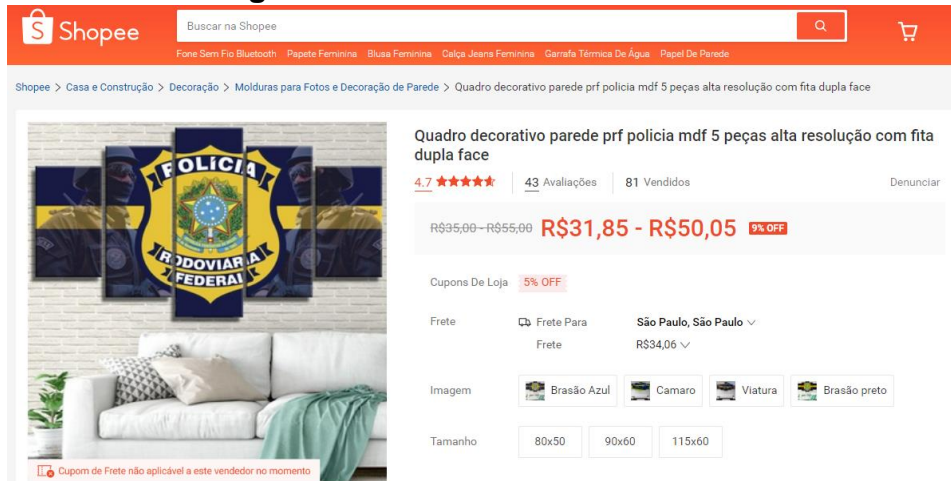 Shopee
Buscar na Shopee
Fone Sem Fio Bluetooth Papete Feminina Blusa Feminina Calça Jeans Feminina Garrafa Térmica De Água Papel De Parede
Shopee > Casa e Construção > Decoração > Molduras para Fotos e Decoração de Parede > Quadro decorativo parede prf policia mdf 5 peças alta resolução com fita dupla face
POLÍCIA
RODOVIARIA
FEDERAL
Cupom de Frete não aplicável a este vendedor no momento
Quadro decorativo parede prf policia mdf 5 peças alta resolução com fita
dupla face
4.7 43 Avaliações 81 Vendidos Denunciar
R$35,00 - R$55,00 R$31,85 - R$50,05 9% OFF
Cupons De Loja 5% OFF
Frete Frete Para São Paulo, São Paulo
Frete R$34,06
Imagem Brasão Azul Camaro Viatura Brasão preto
Tamanho 80x50 90x60 115x60